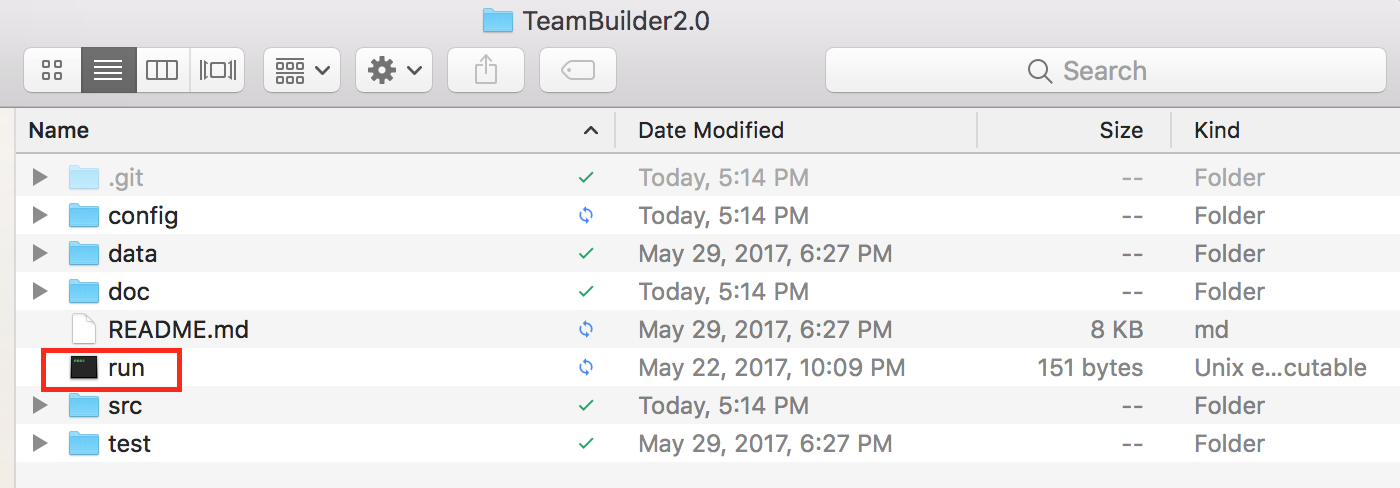 TeamBuilder2.0
Search
Name Date Modified Size Kind
.git Today, 5:14 PM -- Folder
config Today, 5:14 PM -- Folder
data May 29, 2017, 6:27 PM -- Folder
doc Today, 5:14 PM -- Folder
README.md May 29, 2017, 6:27 PM 8 KB md
run May 22, 2017, 10:09 PM 151 bytes Unix e...cutable
src Today, 5:14 PM -- Folder
test May 29, 2017, 6:27 PM -- Folder